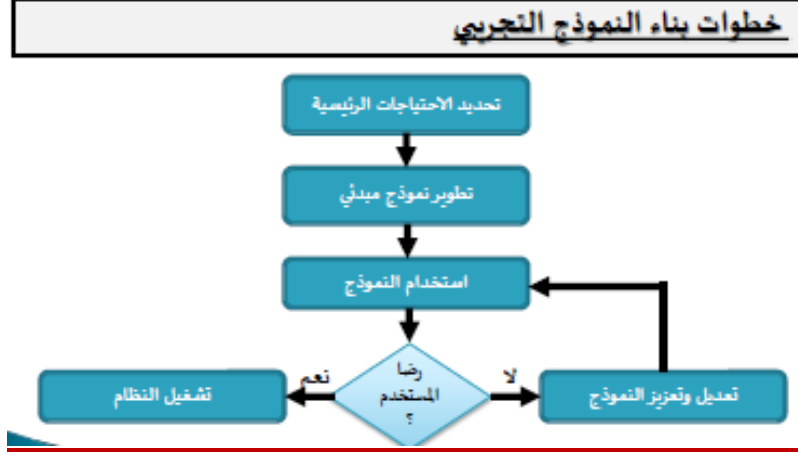 خطوات بناء النموذج التجريبي
تحديد الاحتياجات الرئيسية
تطوير نموذج مبدئي
استخدام النموذج
رضا
المستخدم
؟
لا
نعم
تعديل وتعزيز النموذج
تشغيل النظام